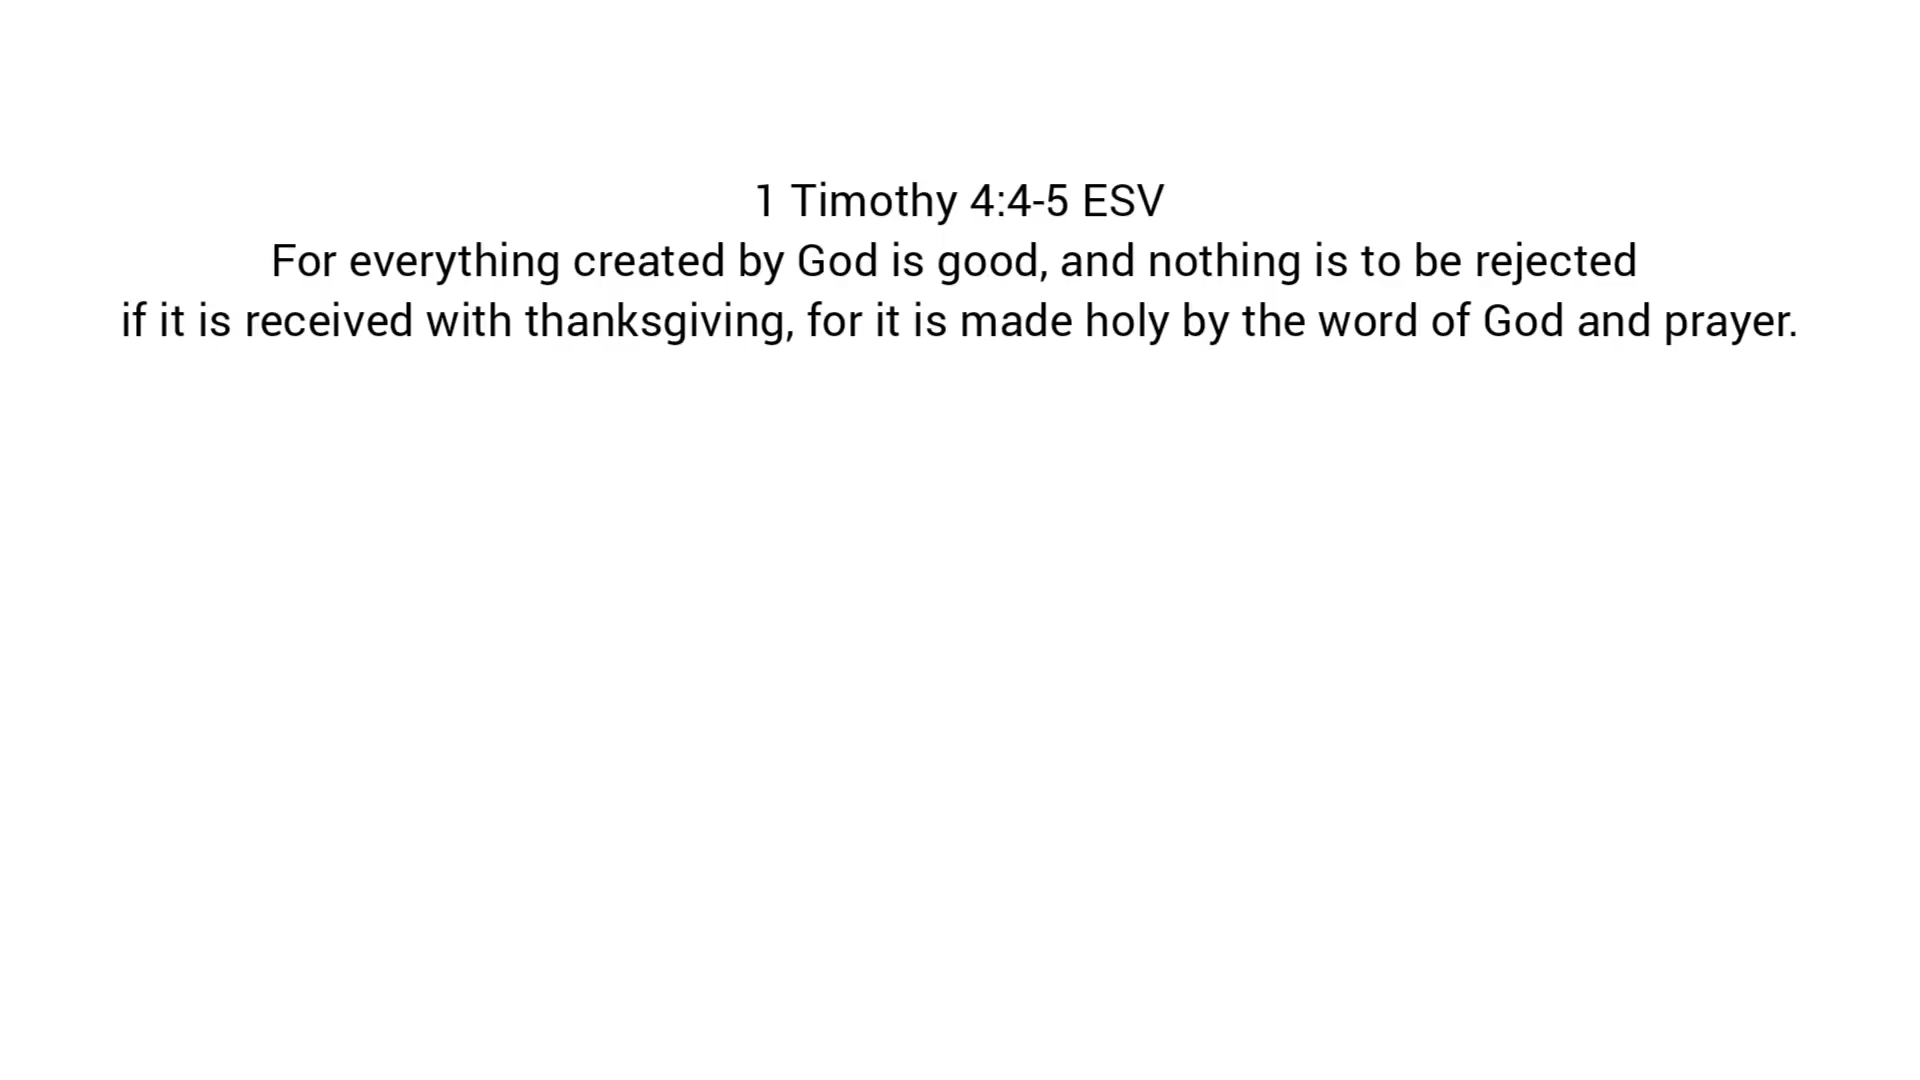 1 Timothy 4:4-5 ESV
For everything created by God is good, and nothing is to be rejected
if it is received with thanksgiving, for it is made holy by the word of God and prayer.